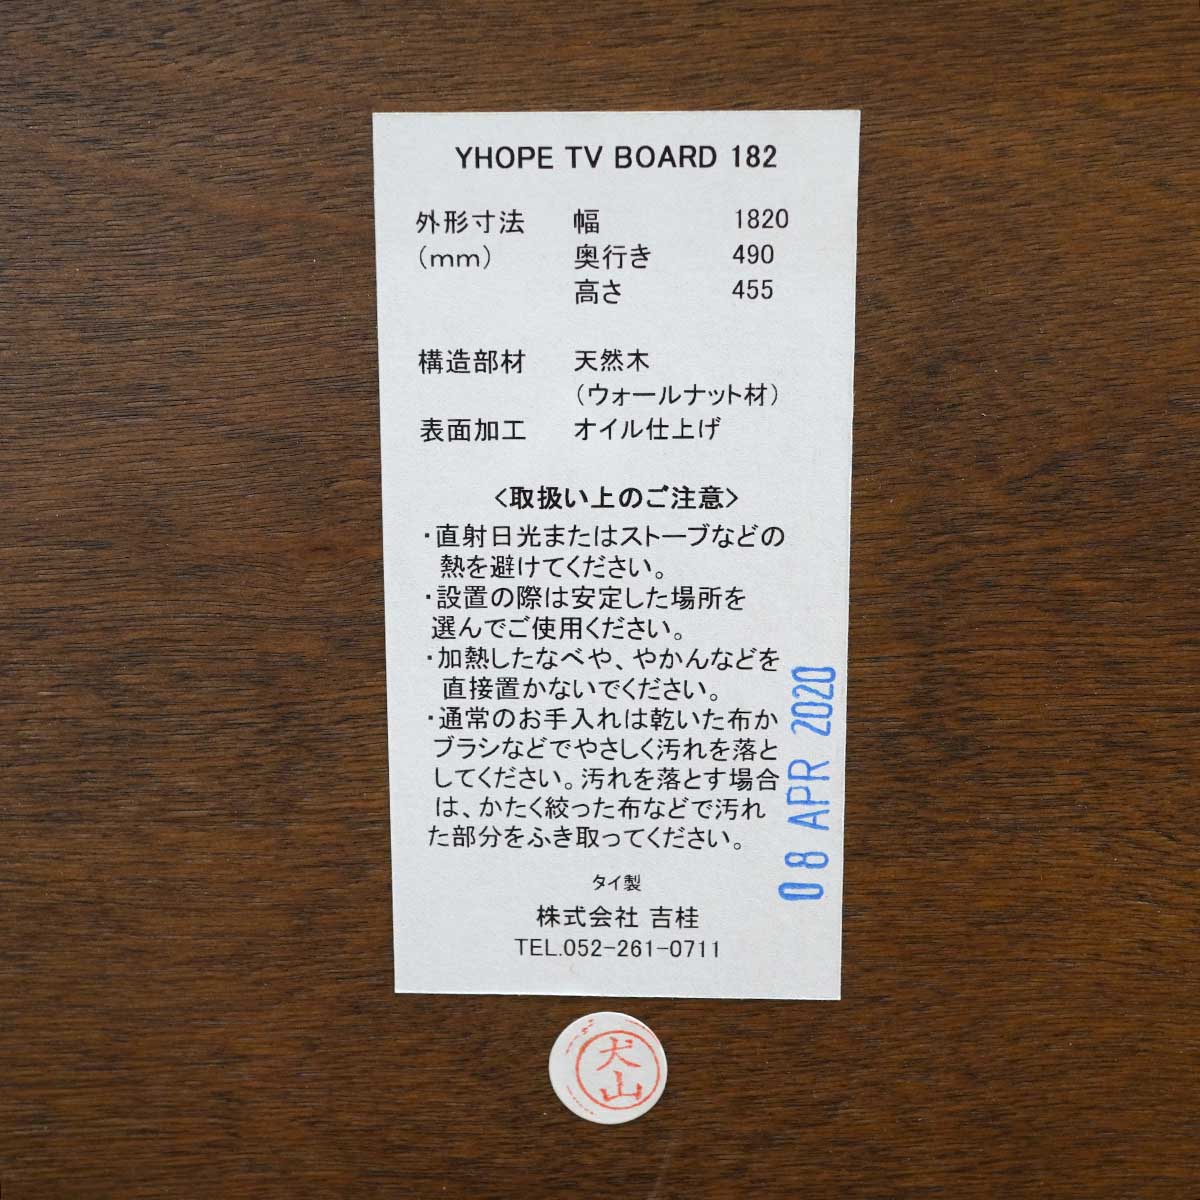 YHOPE TV BOARD 182
外形寸法 幅 1820
(mm) 奥行き 490
高さ 455
構造部材 天然木
(ウォールナット材)
表面加工 オイル仕上げ
<取扱い上のご注意>
・直射日光またはストーブなどの
熱を避けてください。
・設置の際は安定した場所を
選んでご使用ください。
・加熱したなべや、やかんなどを
直接置かないでください。
・通常のお手入れは乾いた布か
ブラシなどでやさしく汚れを落と
してください。汚れを落とす場合
は、かたく絞った布などで汚れ
た部分をふき取ってください。
タイ製
株式会社 吉桂
TEL.052-261-0711
08 APR 2020
犬山